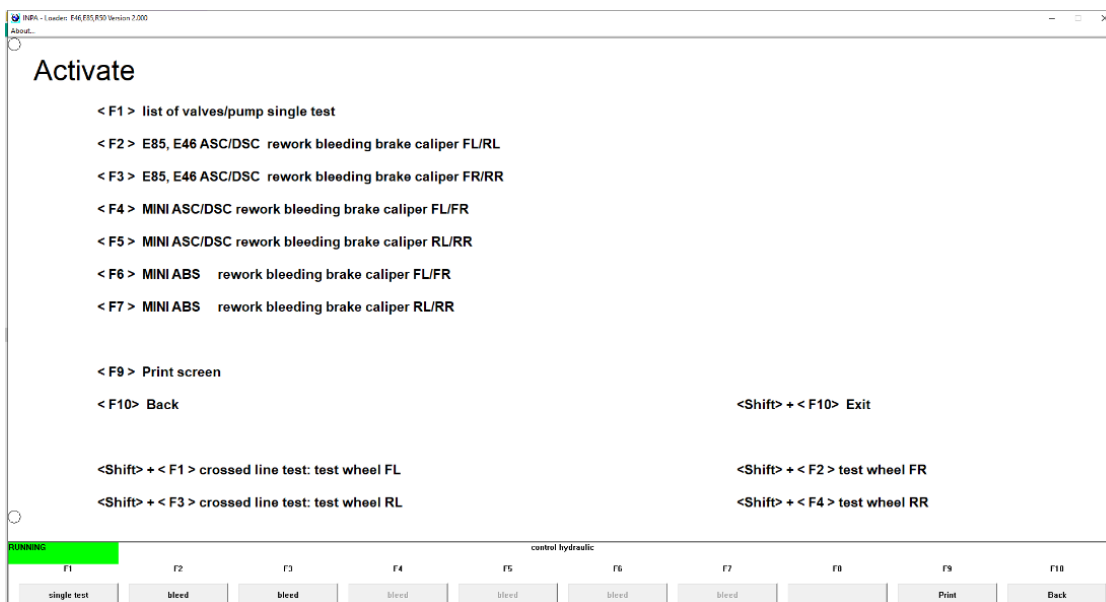 INPA - Loader: E46,E85,R50 Version 2.000
About...
Activate
< F1 > list of valves/pump single test
< F2 > E85, E46 ASC/DSC rework bleeding brake caliper FL/RL
< F3 > E85, E46 ASC/DSC rework bleeding brake caliper FR/RR
< F4 > MINI ASC/DSC rework bleeding brake caliper FL/FR
< F5 > MINI ASC/DSC rework bleeding brake caliper RL/RR
< F6 > MINI ABS rework bleeding brake caliper FL/FR
< F7 > MINI ABS rework bleeding brake caliper RL/RR
< F9 > Print screen
< F10> Back <Shift> + < F10> Exit
<Shift> + < F1 > crossed line test: test wheel FL <Shift> + < F2 > test wheel FR
<Shift> + < F3 > crossed line test: test wheel RL <Shift> + < F4 > test wheel RR
RUNNING control hydraulic
F1 F2 F3 F4 F5 F6 F7 F8 F9 F10
single test bleed bleed bleed bleed bleed bleed Print Back